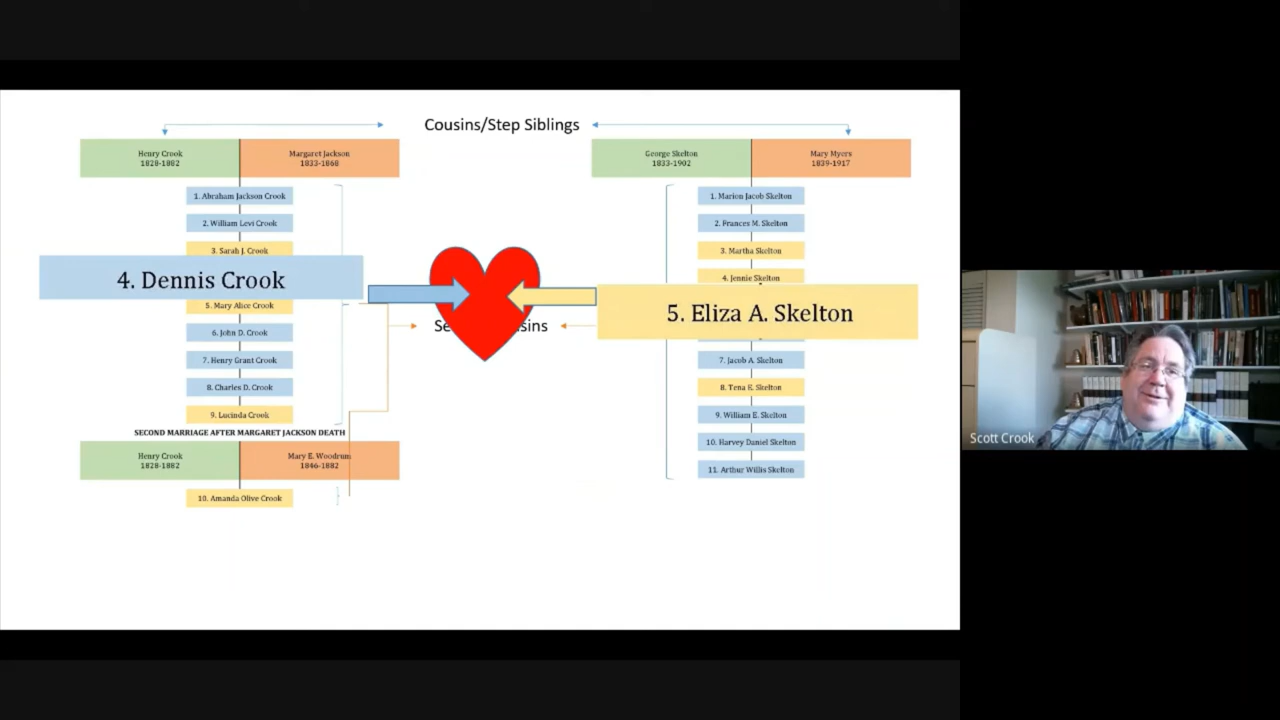 Cousins/Step Siblings
Henry Crook
1828-1882
Margaret Jackson
1833-1868
1. Abraham Jackson Crook
2. William Levi Crook
3. Sarah J. Crook
4. Dennis Crook
5. Mary Alice Crook
6. John D. Crook
7. Henry Grant Crook
8. Charles D. Crook
9. Lucinda Crook
SECOND MARRIAGE AFTER MARGARET JACKSON DEATH
Henry Crook
1828-1882
Mary E. Woodrum
1846-1882
10. Amanda Olive Crook
George Skelton
1833-1902
Mary Myers
1839-1917
1. Marion Jacob Skelton
2. Frances M. Skelton
3. Martha Skelton
4. Jennie Skelton
5. Eliza A. Skelton
7. Jacob A. Skelton
8. Tena E. Skelton
9. William E. Skelton
10. Harvey Daniel Skelton
11. Arthur Willis Skelton
Scott Crook